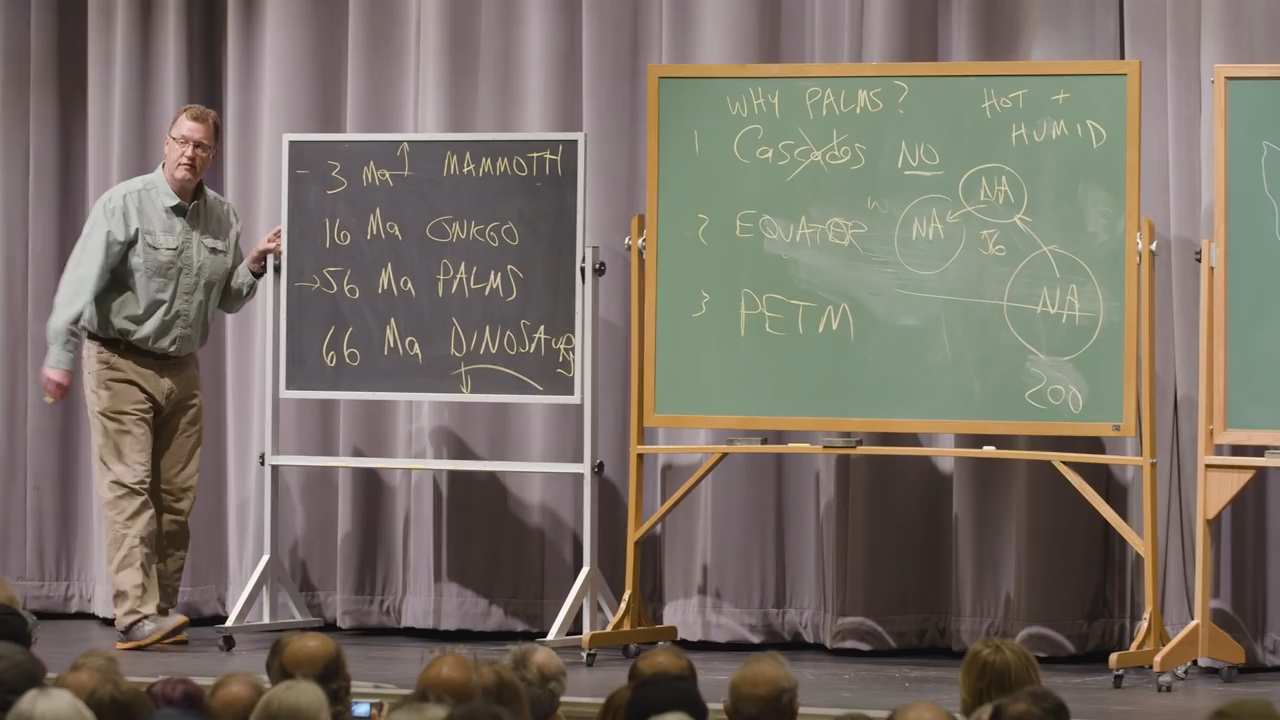 - 3 Ma ↑ MAMMOTH
16 Ma GINKGO
→ 56 Ma PALMS
66 Ma DINOSAURS
WHY PALMS?
HOT +
HUMID
1 Cascades NO
2 EQUATOR
NA
NA
56
3 PETM
NA
200